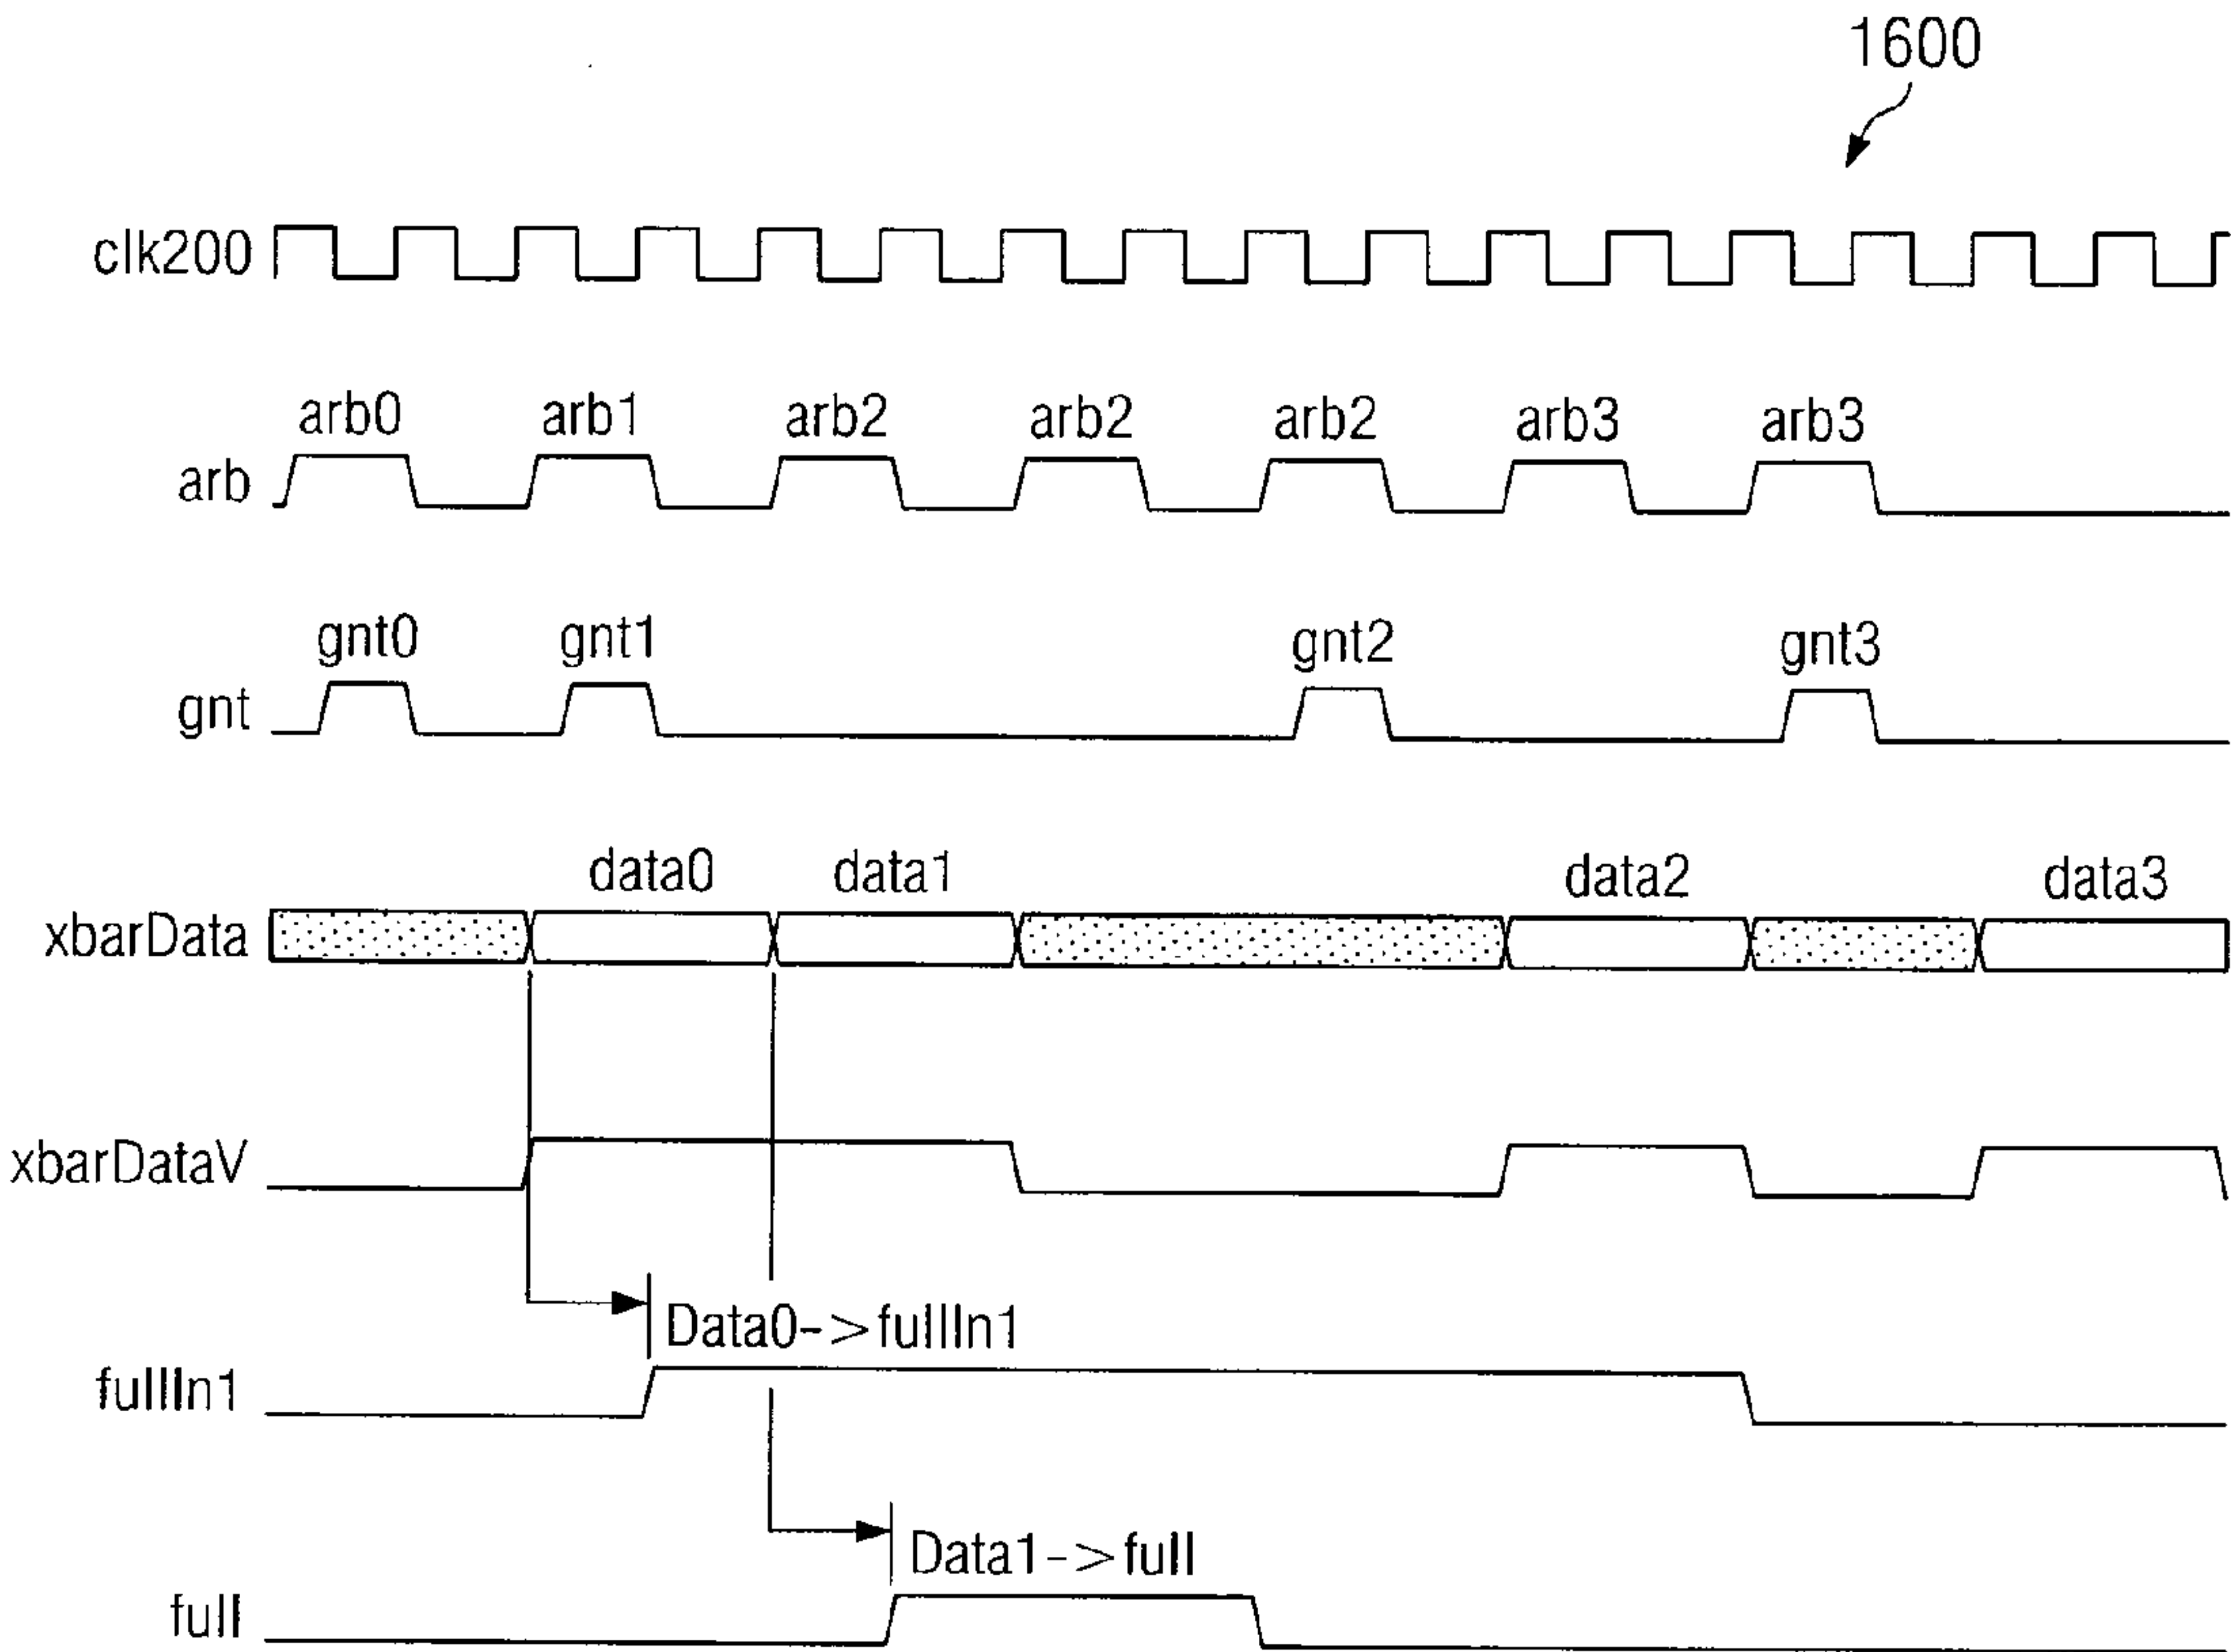 1600
clk200
arb0 arb1 arb2 arb2 arb2 arb3 arb3
arb
gnt0 gnt1 gnt2 gnt3
gnt
data0 data1 data2 data3
xbarData
xbarDataV
Data0->fullIn1
fullIn1
Data1->full
full